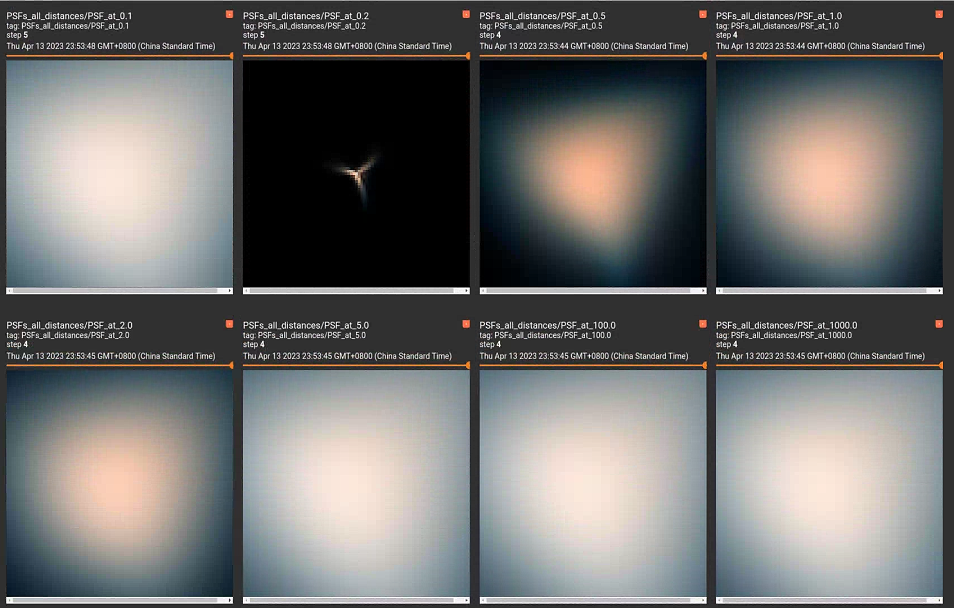 PSFs_all_distances/PSF_at_0.1
tag: PSFs_all_distances/PSF_at_0.1
step 5
Thu Apr 13 2023 23:53:48 GMT+0800 (China Standard Time)
PSFs_all_distances/PSF_at_0.2
tag: PSFs_all_distances/PSF_at_0.2
step 5
Thu Apr 13 2023 23:53:48 GMT+0800 (China Standard Time)
PSFs_all_distances/PSF_at_0.5
tag: PSFs_all_distances/PSF_at_0.5
step 4
Thu Apr 13 2023 23:53:44 GMT+0800 (China Standard Time)
PSFs_all_distances/PSF_at_1.0
tag: PSFs_all_distances/PSF_at_1.0
step 4
Thu Apr 13 2023 23:53:44 GMT+0800 (China Standard Time)
PSFs_all_distances/PSF_at_2.0
tag: PSFs_all_distances/PSF_at_2.0
step 4
Thu Apr 13 2023 23:53:45 GMT+0800 (China Standard Time)
PSFs_all_distances/PSF_at_5.0
tag: PSFs_all_distances/PSF_at_5.0
step 4
Thu Apr 13 2023 23:53:45 GMT+0800 (China Standard Time)
PSFs_all_distances/PSF_at_100.0
tag: PSFs_all_distances/PSF_at_100.0
step 4
Thu Apr 13 2023 23:53:45 GMT+0800 (China Standard Time)
PSFs_all_distances/PSF_at_1000.0
tag: PSFs_all_distances/PSF_at_1000.0
step 4
Thu Apr 13 2023 23:53:45 GMT+0800 (China Standard Time)